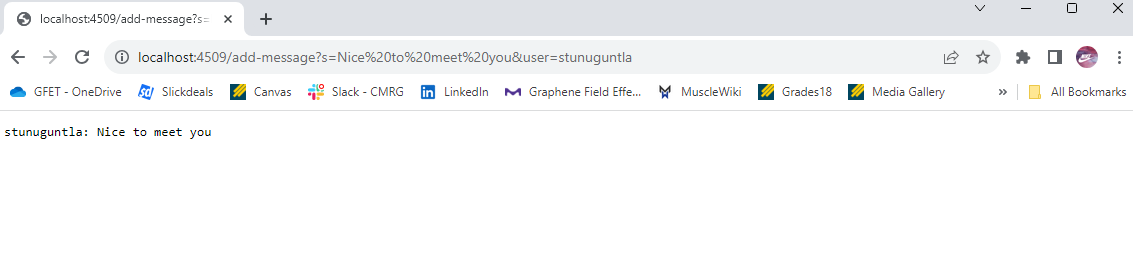 localhost:4509/add-message?s=
localhost:4509/add-message?s=Nice%20to%20meet%20you&user=stunuguntla
GFET - OneDrive Slickdeals Canvas Slack - CMRG LinkedIn Graphene Field Effe... MuscleWiki Grades18 Media Gallery » All Bookmarks
stunuguntla: Nice to meet you